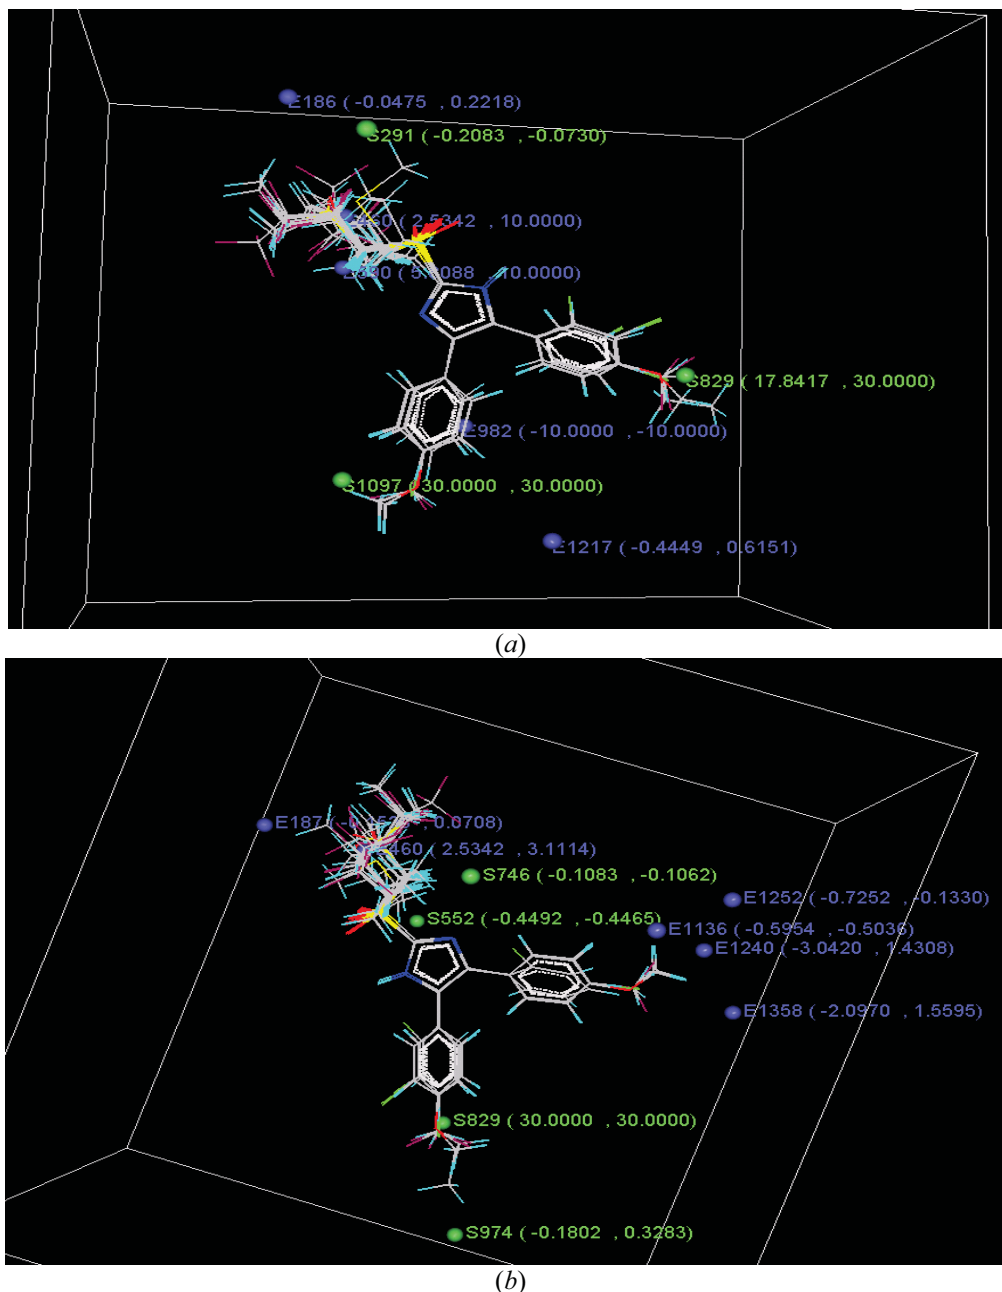 E186 ( -0.0475 , 0.2218)
S291 ( -0.2083 , -0.0730)
2.5342 , 10.0000)
-10.0000)
S829 ( 17.8417 , 30.0000)
E982 ( -10.0000 , -10.0000)
S1097 ( 30.0000 , 30.0000)
E1217 ( -0.4449 , 0.6151)
(a)
E187 ( , 0.0708)
460 ( 2.5342 , 3.1114)
S746 ( -0.1083 , -0.1062)
E1252 ( -0.7252 , -0.1330)
S552 ( -0.4492 , -0.4465)
E1136 ( -0.5954 , -0.5036)
E1240 ( -3.0420 , 1.4308)
E1358 ( -2.0970 , 1.5595)
S829 ( 30.0000 , 30.0000)
S974 ( -0.1802 , 0.3283)
(b)